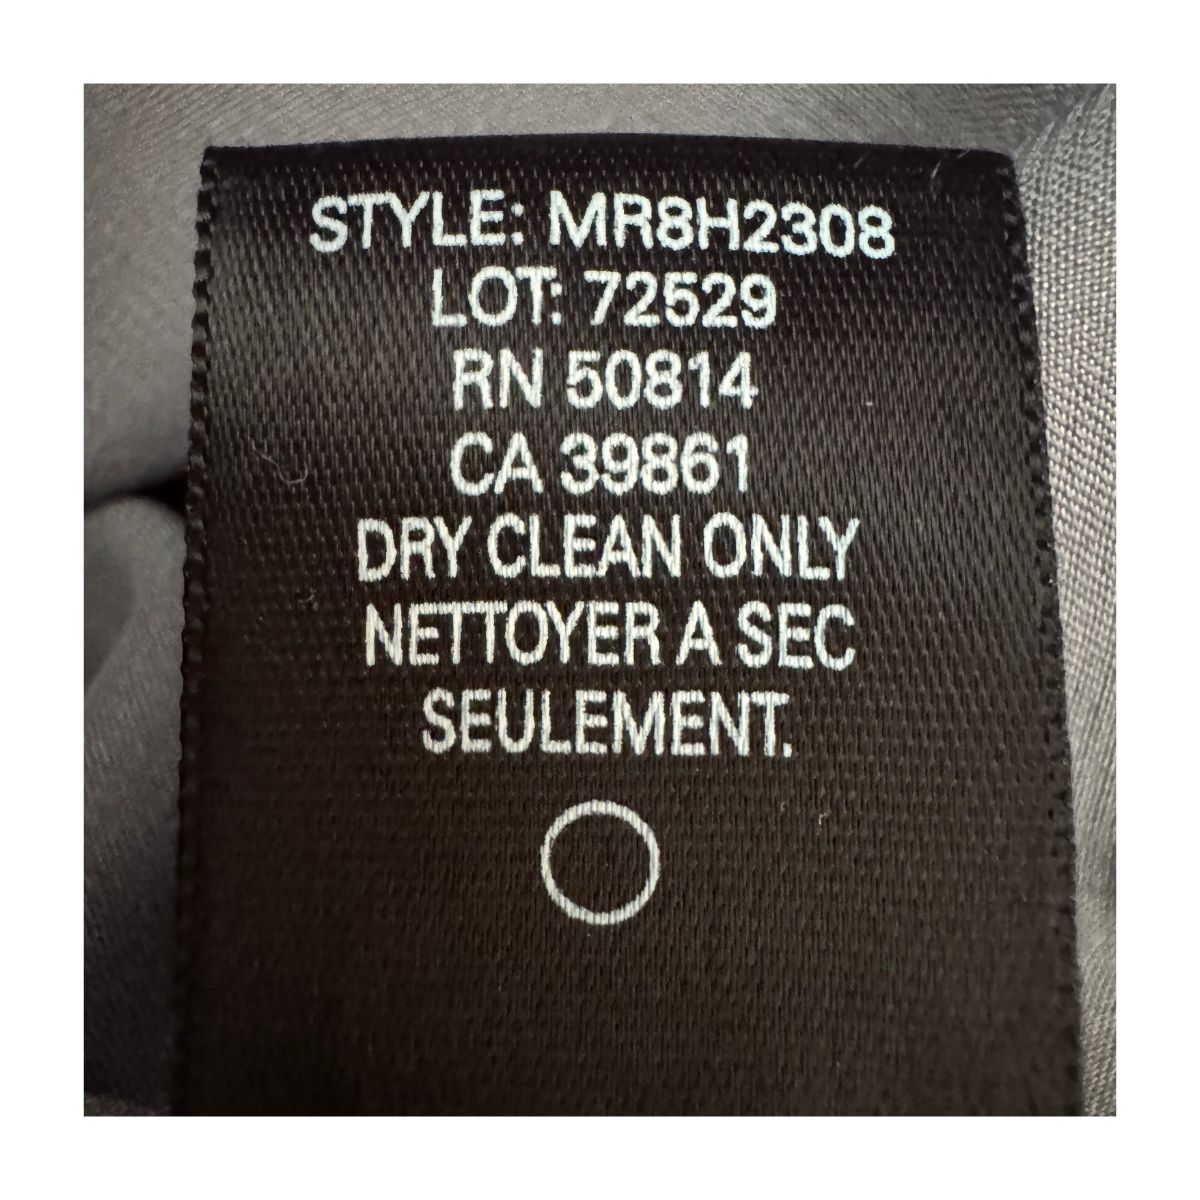 STYLE: MR8H2308
LOT: 72529
RN 50814
CA 39861
DRY CLEAN ONLY
NETTOYER A SEC
SEULEMENT.